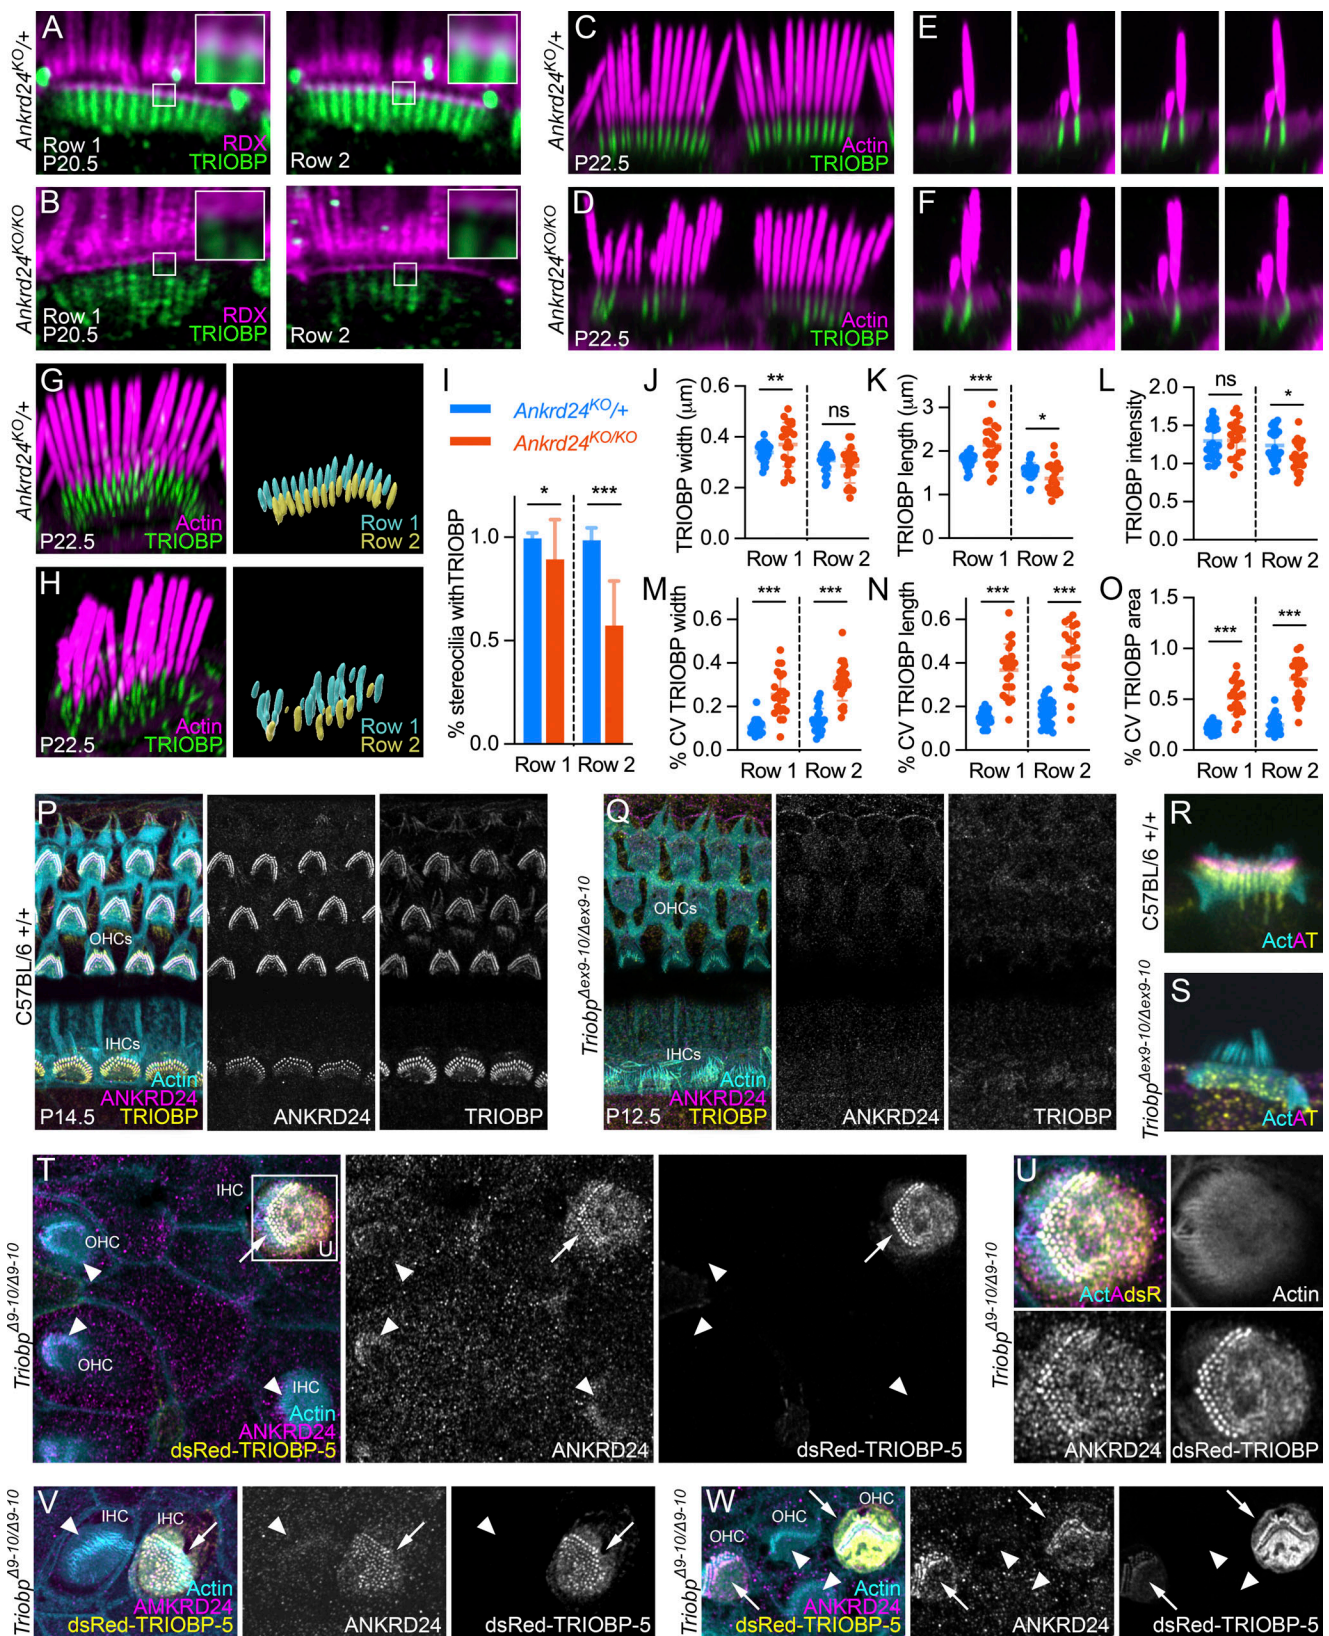 A
Ankrd24KO/+
Row 1
P20.5
RDX
TRIOBP
Row 2
B
Ankrd24KO/KO
Row 1
P20.5
RDX
TRIOBP
Row 2
C
P22.5
Actin
TRIOBP
D
P22.5
Actin
TRIOBP
E
F
G
Ankrd24KO/+
P22.5
Actin
TRIOBP
Row 1
Row 2
H
Ankrd24KO/KO
P22.5
Actin
TRIOBP
Row 1
Row 2
I
Ankrd24KO/+
Ankrd24KO/KO
% stereocilia withTRIOBP
1.0
0.5
0.0
*
***
Row 1
Row 2
J
TRIOBP width (μm)
0.6
0.4
0.2
0.0
**
ns
Row 1 Row 2
K
TRIOBP length (μm)
3
2
1
0
***
*
Row 1 Row 2
L
TRIOBP intensity
2.0
1.5
1.0
0.5
0.0
ns
*
Row 1 Row 2
M
% CV TRIOBP width
0.6
0.4
0.2
0.0
***
***
Row 1 Row 2
N
% CV TRIOBP length
0.6
0.4
0.2
0.0
***
***
Row 1 Row 2
O
% CV TRIOBP area
1.5
1.0
0.5
0.0
***
***
Row 1 Row 2
P
C57BL/6 +/+
OHCs
IHCs
Actin
ANKRD24
P14.5 TRIOBP
ANKRD24
TRIOBP
Q
TriobpΔex9-10/Δex9-10
OHCs
IHCs
Actin
ANKRD24
P12.5 TRIOBP
ANKRD24
TRIOBP
R
C57BL/6 +/+
ActAT
S
TriobpΔex9-10/Δex9-10
ActAT
T
TriobpΔ9-10/Δ9-10
IHC
OHC
U
OHC
IHC
Actin
ANKRD24
dsRed-TRIOBP-5
ANKRD24
dsRed-TRIOBP-5
U
TriobpΔ9-10/Δ9-10
ActAdsR
Actin
ANKRD24
dsRed-TRIOBP
V
TriobpΔ9-10/Δ9-10
IHC
IHC
Actin
AMKRD24
dsRed-TRIOBP-5
ANKRD24
dsRed-TRIOBP-5
W
TriobpΔ9-10/Δ9-10
OHC
OHC
OHC
Actin
ANKRD24
dsRed-TRIOBP-5
ANKRD24
dsRed-TRIOBP-5